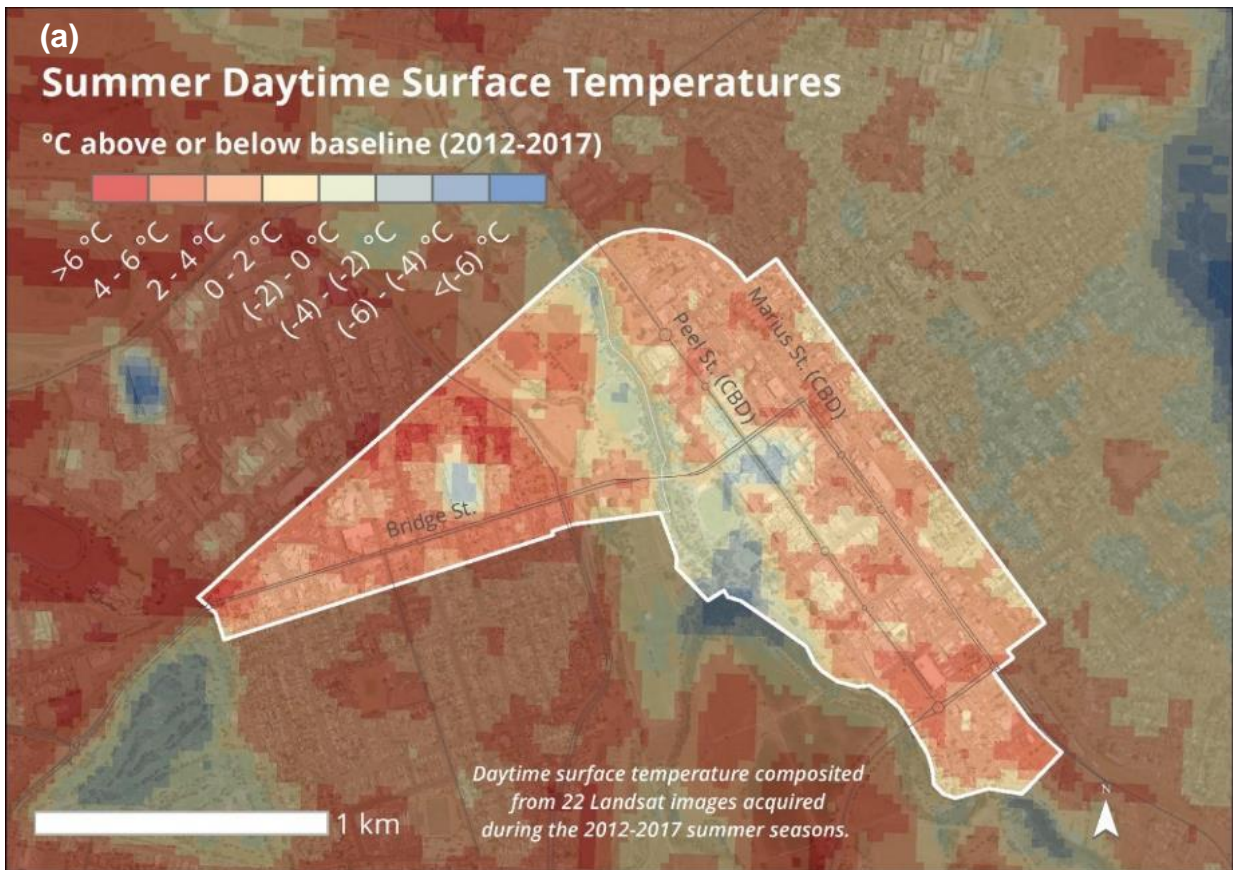 (a)
Summer Daytime Surface Temperatures
°C above or below baseline (2012-2017)
>6 °C
4 - 6 °C
2 - 4 °C
0 - 2 °C
(-2) - 0 °C
(-4) - (-2) °C
(-6) - (-4) °C
<(-6) °C
Marius St. (CBD)
Peel St. (CBD)
Bridge St.
Daytime surface temperature composited
from 22 Landsat images acquired
during the 2012-2017 summer seasons.
1 km
N